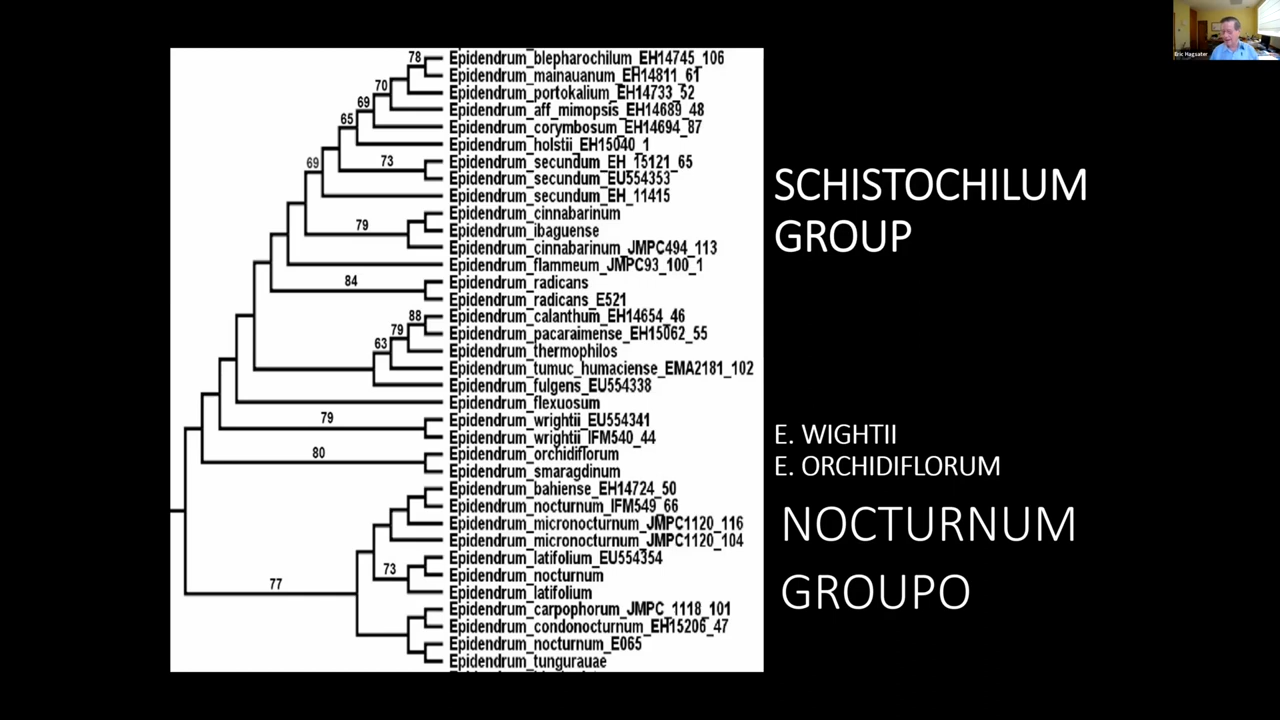 78
Epidendrum_blepharochilum_EH14745_106
Epidendrum_mainauanum_EH14811_61
70
Epidendrum_portokalium_EH14733_52
69
Epidendrum_aff_mimopsis_EH14689_48
65
Epidendrum_corymbosum_EH14694_87
Epidendrum_holstii_EH15040_1
69
73
Epidendrum_secundum_EH_15121_65
Epidendrum_secundum_EU554353
Epidendrum_secundum_EH_11415
Epidendrum_cinnabarinum
79
Epidendrum_ibaguense
Epidendrum_cinnabarinum_JMPC494_113
Epidendrum_flammeum_JMPC93_100_1
84
Epidendrum_radicans
Epidendrum_radicans_E521
88
Epidendrum_calanthum_EH14654_46
79
Epidendrum_pacaraimense_EH15062_55
63
Epidendrum_thermophilos
Epidendrum_tumuc_humaciense_EMA2181_102
Epidendrum_fulgens_EU554338
Epidendrum_flexuosum
79
Epidendrum_wrightii_EU554341
Epidendrum_wrightii_IFM540_44
80
Epidendrum_orchidiflorum
Epidendrum_smaragdinum
Epidendrum_bahiense_EH14724_50
Epidendrum_nocturnum_IFM549_66
Epidendrum_micronocturnum_JMPC1120_116
Epidendrum_micronocturnum_JMPC1120_104
Epidendrum_latifolium_EU554354
73
Epidendrum_nocturnum
77
Epidendrum_latifolium
Epidendrum_carpophorum_JMPC_1118_101
Epidendrum_condonocturnum_EH15206_47
Epidendrum_nocturnum_E065
Epidendrum_tungurauae
SCHISTOCHILUM
GROUP
E. WIGHTII
E. ORCHIDIFLORUM
NOCTURNUM
GROUPO
Eric Hagsater